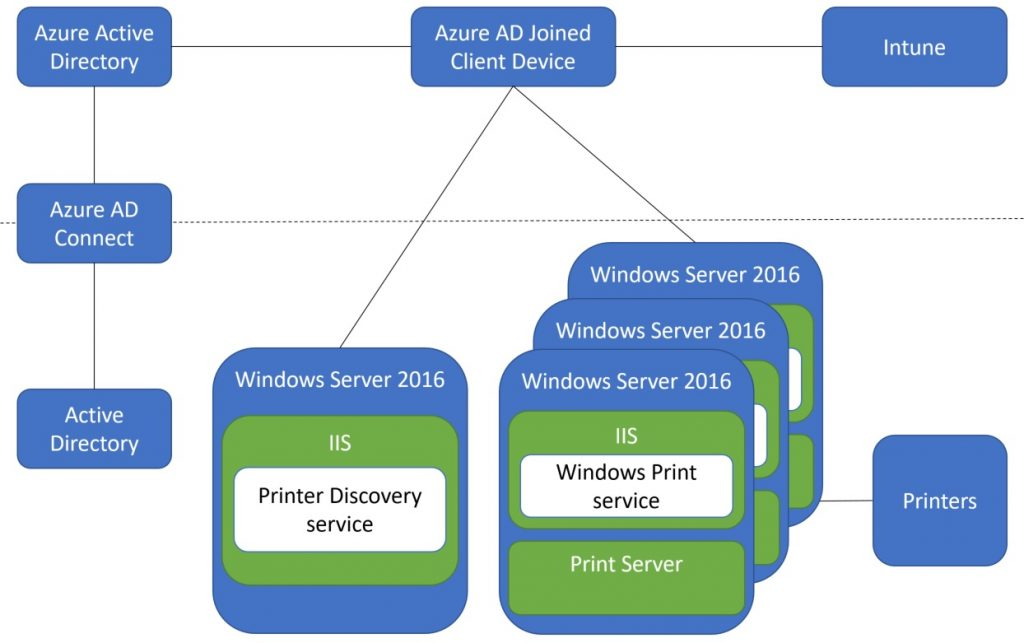 Azure Active
Directory
Azure AD Joined
Client Device
Intune
Azure AD
Connect
Windows Server 2016
Windows Server 2016
Windows Server 2016
Windows Server 2016
Active
Directory
IIS
Printer Discovery
service
IIS
Windows Print
service
Print Server
Printers